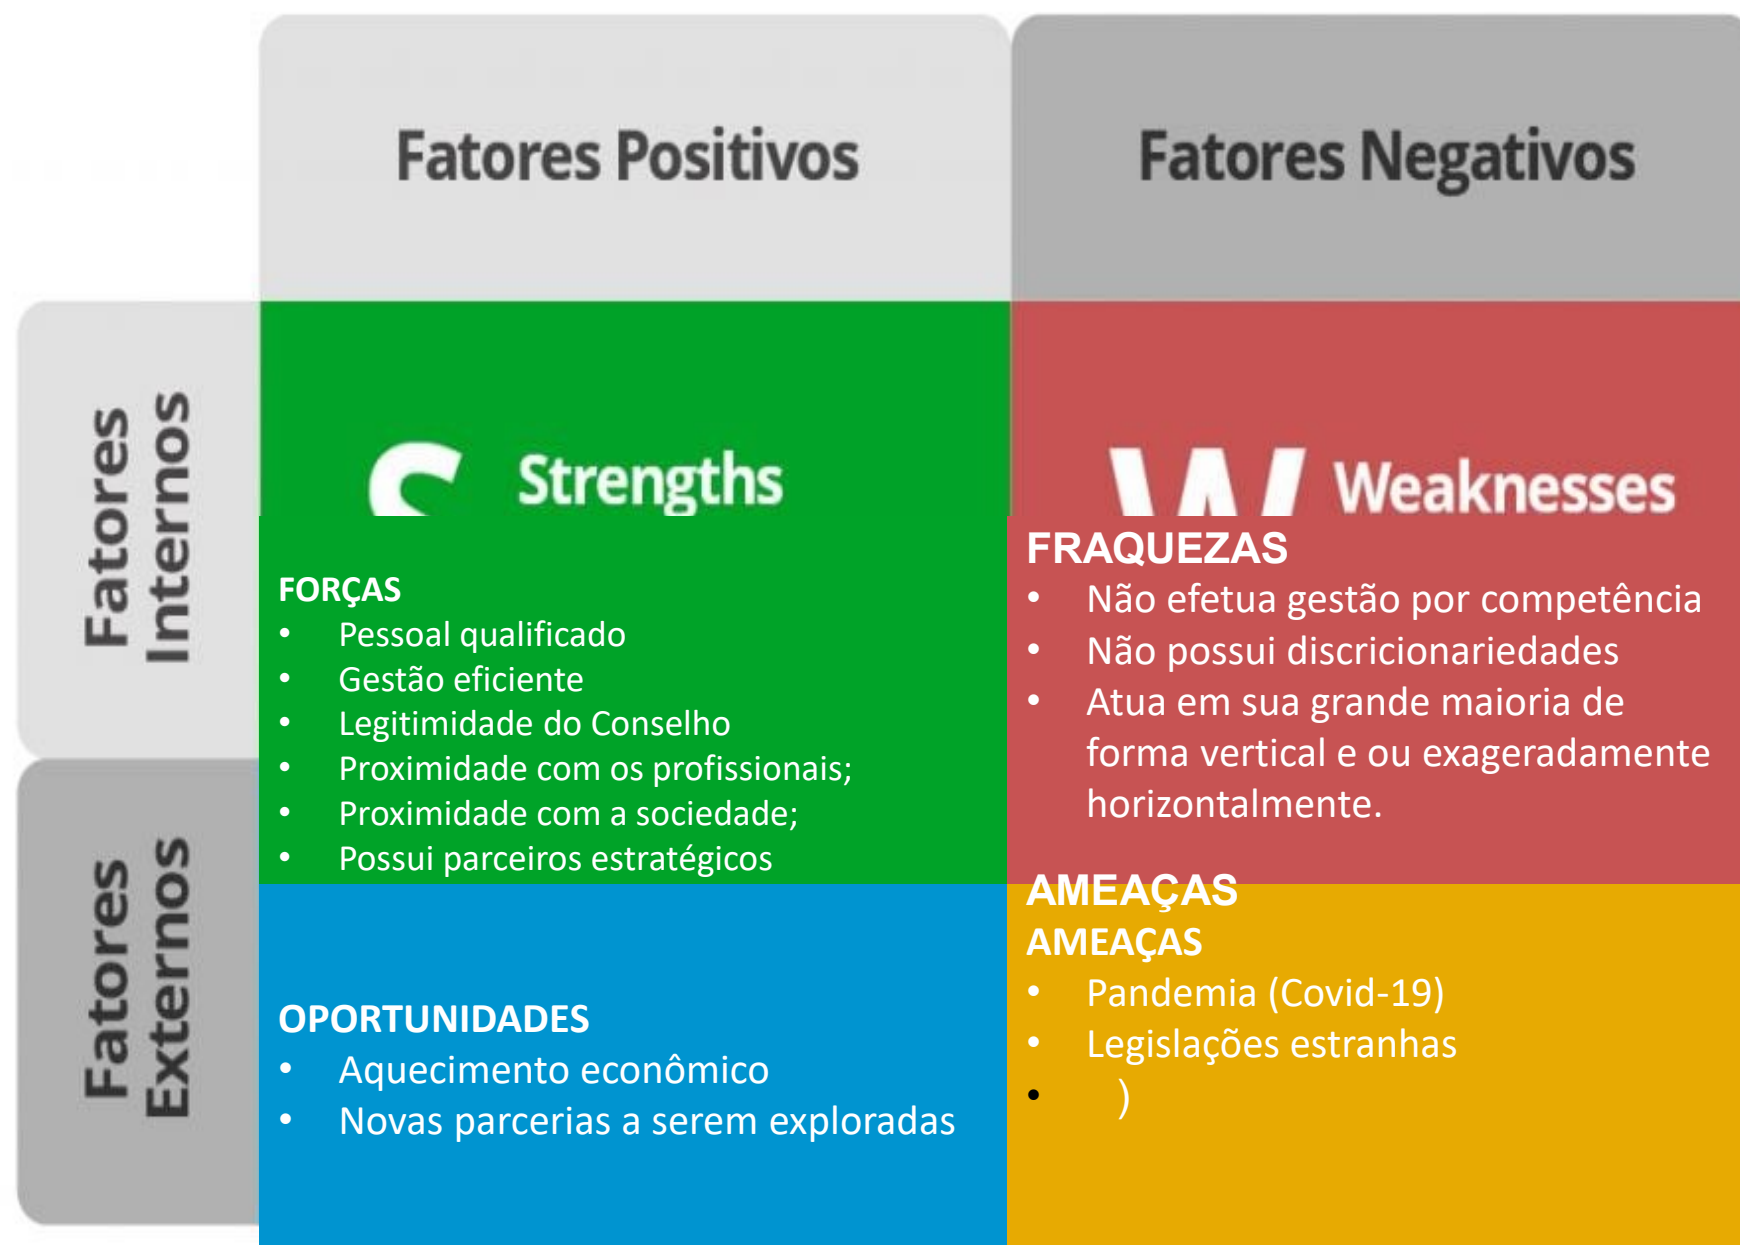 Fatores Positivos
Fatores Negativos
Fatores
Internos
S Strengths
W Weaknesses
FORÇAS
• Pessoal qualificado
• Gestão eficiente
• Legitimidade do Conselho
• Proximidade com os profissionais;
• Proximidade com a sociedade;
• Possui parceiros estratégicos
FRAQUEZAS
• Não efetua gestão por competência
• Não possui discricionariedades
• Atua em sua grande maioria de
forma vertical e ou exageradamente
horizontalmente.
Fatores
Externos
OPORTUNIDADES
• Aquecimento econômico
• Novas parcerias a serem exploradas
AMEAÇAS
AMEAÇAS
• Pandemia (Covid-19)
• Legislações estranhas
• )